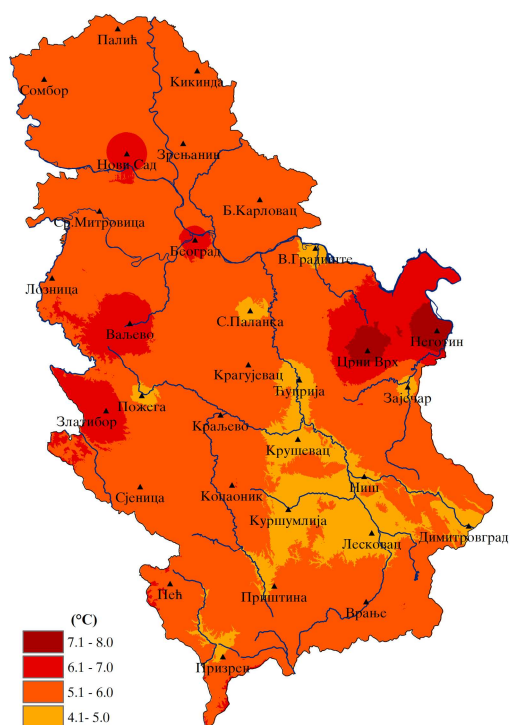 Палић
Сомбор
Кикинда
Нови Сад
Зрењанин
Б.Карловац
Ср.Митровица
Београд
В.Градиште
Лозница
С.Паланка
Ваљево
Неготин
Црни Врх
Крагујевац
Ћуприја
Зајечар
Пожега
Златибор
Краљево
Крушевац
Ниш
Сјеница
Копаоник
Куршумлија
Лесковац
Димитровград
Пећ
Приштина
Врање
Призрен
(°C)
7.1 - 8.0
6.1 - 7.0
5.1 - 6.0
4.1 - 5.0